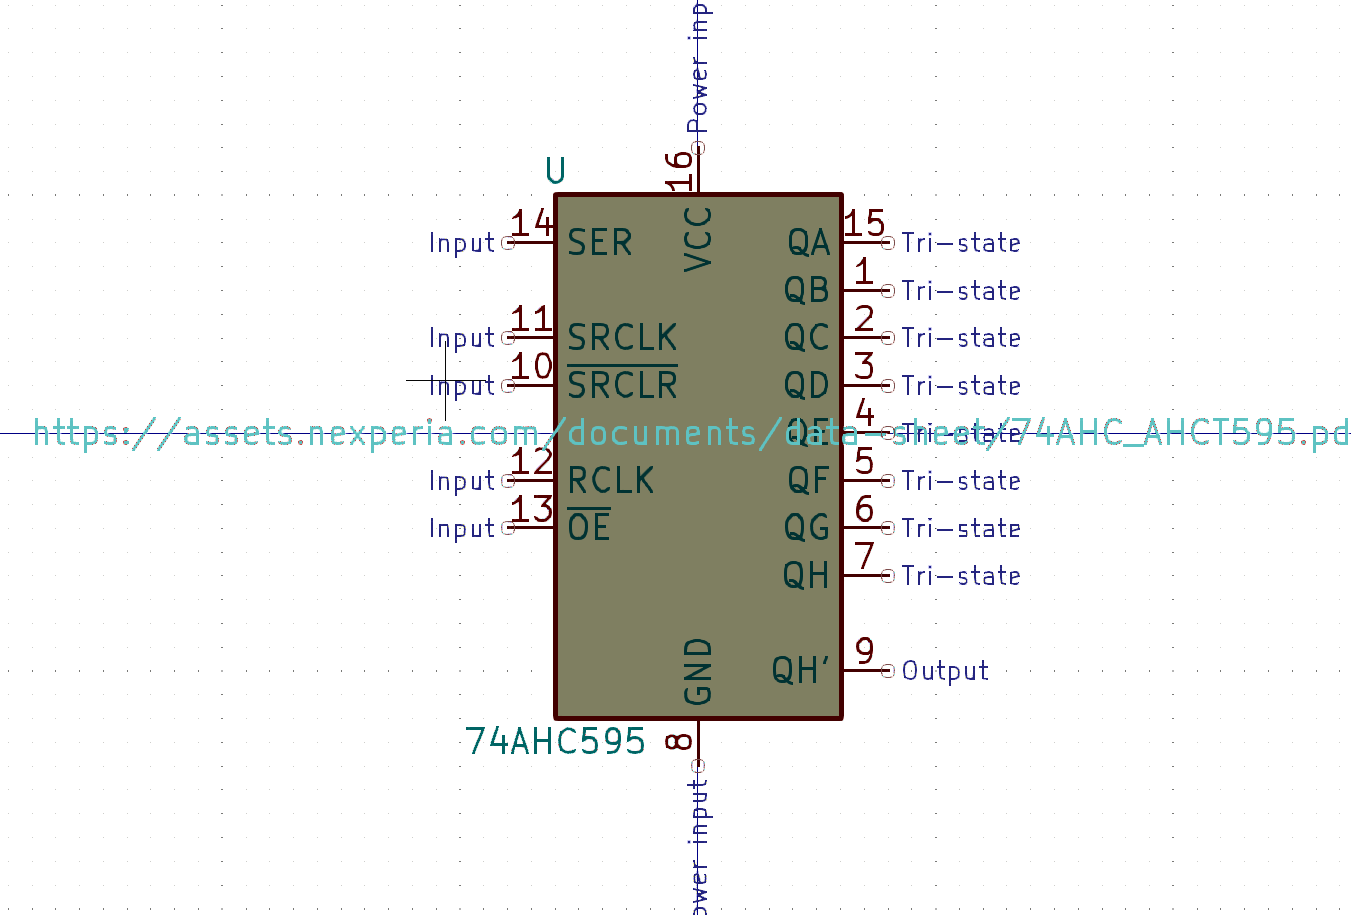 Power inp
16
U
14 VCC 15
Input SER QA Tri-state
1
QB Tri-state
11 2
Input SRCLK QC Tri-state
10 3
Input SRCLR QD Tri-state
4
https://assets.nexperia.com/documents/data-sheet/74AHC_AHCT595.pd
QE Tri-state
12 5
Input RCLK QF Tri-state
13 6
Input OE QG Tri-state
7
QH Tri-state
GND 9
QH' Output
74AHC595 8
ower input